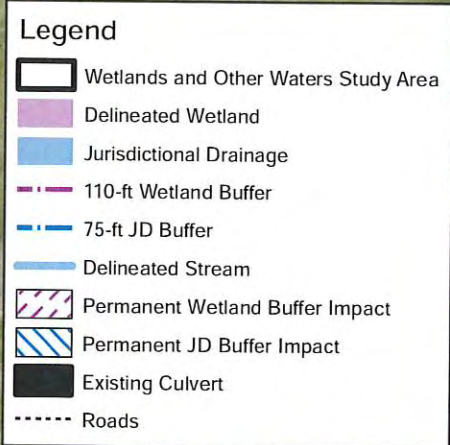 Legend
Wetlands and Other Waters Study Area
Delineated Wetland
Jurisdictional Drainage
110-ft Wetland Buffer
75-ft JD Buffer
Delineated Stream
Permanent Wetland Buffer Impact
Permanent JD Buffer Impact
Existing Culvert
Roads